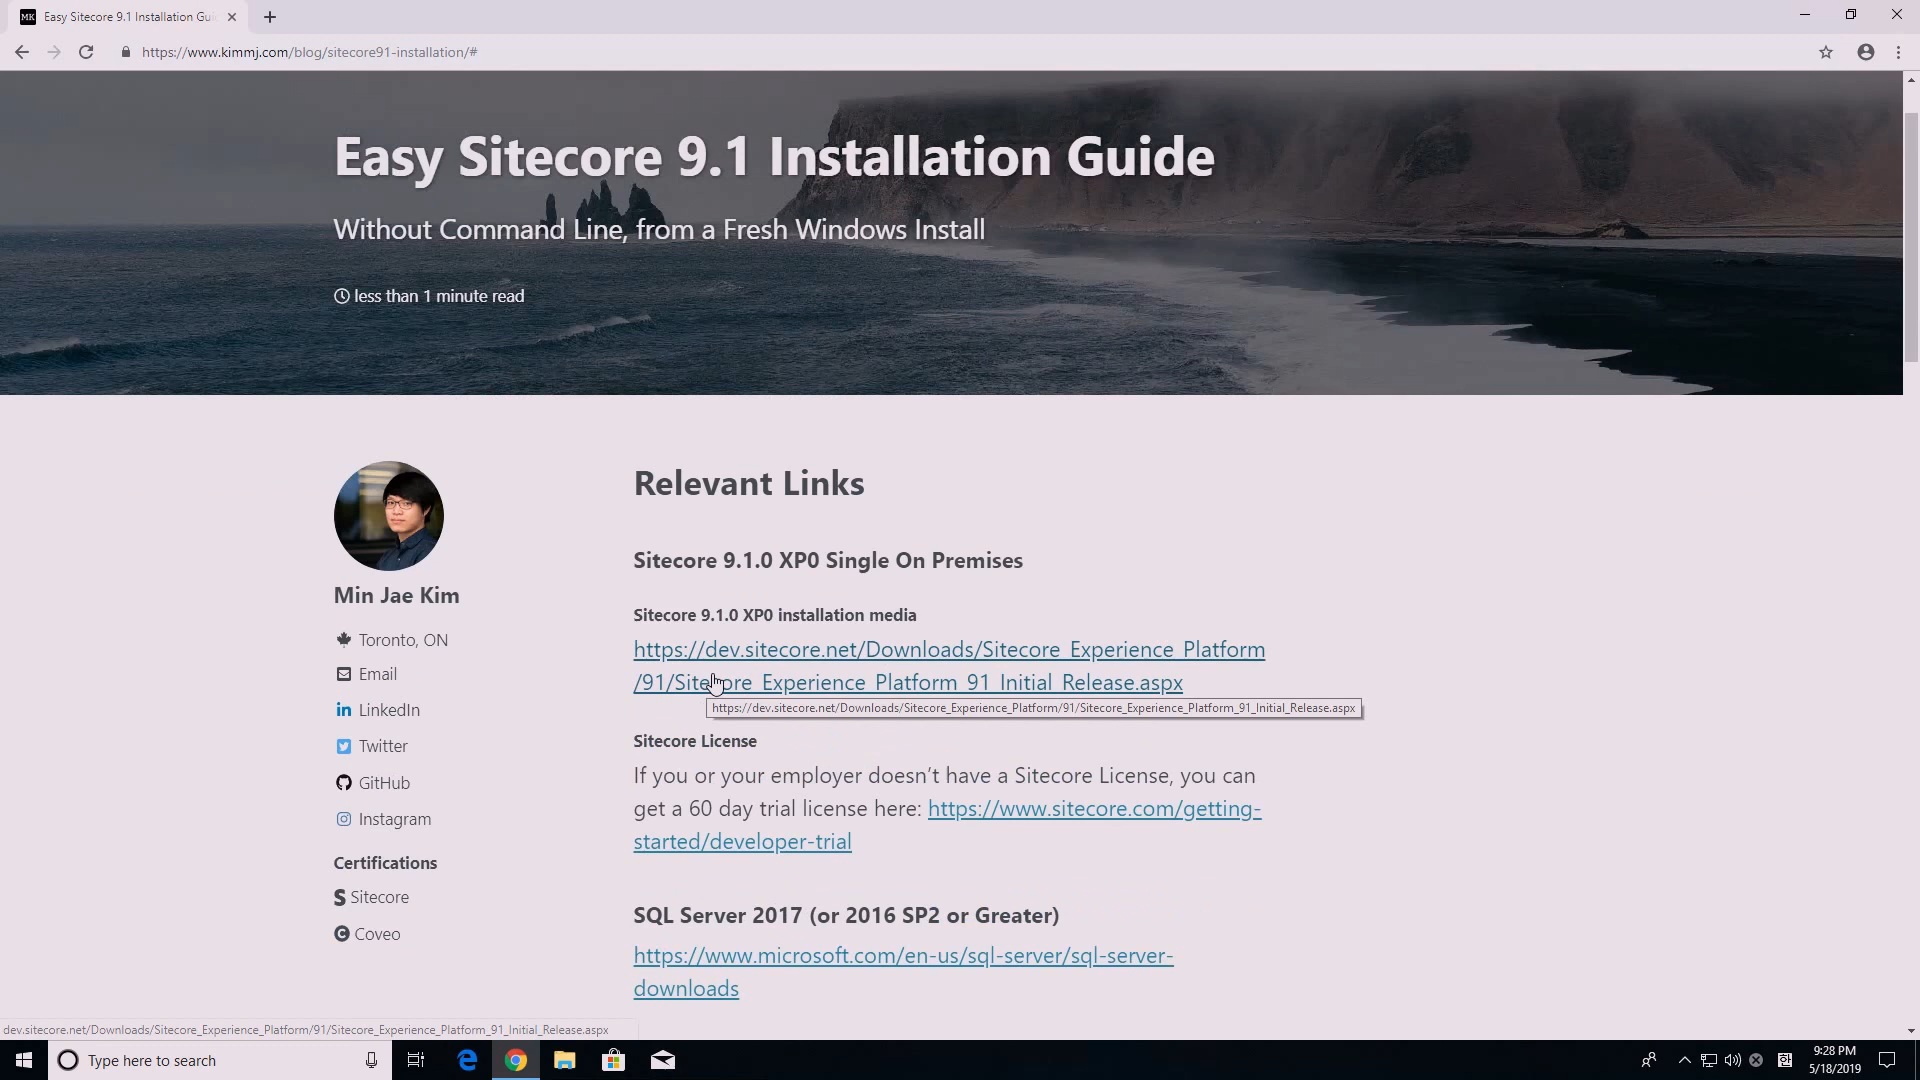 MK Easy Sitecore 9.1 Installation Gui
https://www.kimmj.com/blog/sitecore91-installation/#
Easy Sitecore 9.1 Installation Guide
Without Command Line, from a Fresh Windows Install
less than 1 minute read
Min Jae Kim
Toronto, ON
Email
LinkedIn
Twitter
GitHub
Instagram
Certifications
Sitecore
Coveo
Relevant Links
Sitecore 9.1.0 XP0 Single On Premises
Sitecore 9.1.0 XP0 installation media
https://dev.sitecore.net/Downloads/Sitecore_Experience_Platform
/91/Sitecore_Experience_Platform_91_Initial_Release.aspx
https://dev.sitecore.net/Downloads/Sitecore_Experience_Platform/91/Sitecore_Experience_Platform_91_Initial_Release.aspx
Sitecore License
If you or your employer doesn’t have a Sitecore License, you can
get a 60 day trial license here: https://www.sitecore.com/getting-
started/developer-trial
SQL Server 2017 (or 2016 SP2 or Greater)
https://www.microsoft.com/en-us/sql-server/sql-server-
downloads
dev.sitecore.net/Downloads/Sitecore_Experience_Platform/91/Sitecore_Experience_Platform_91_Initial_Release.aspx
Type here to search
9:28 PM
5/18/2019